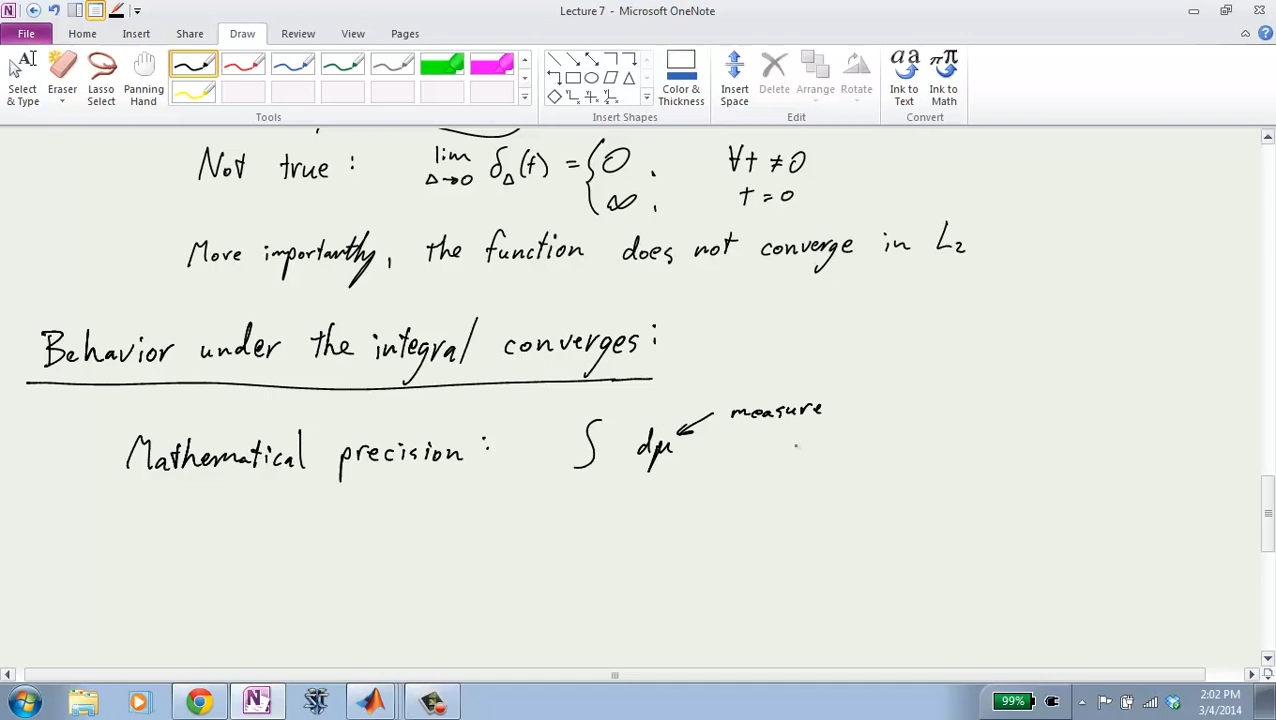 Lecture 7 - Microsoft OneNote
File Home Insert Share Draw Review View Pages
Select & Type
Eraser
Lasso Select
Panning Hand
Color & Thickness
Insert Space
Delete
Arrange
Rotate
Ink to Text
Ink to Math
Tools
Insert Shapes
Edit
Convert
Not true : lim Δ→0 δΔ(t) = { 0 , ∀t ≠ 0
∞ , t = 0
More importantly, the function does not converge in L2
Behavior under the integral converges :
measure
Mathematical precision : ∫ dμ
99%
2:02 PM
3/4/2014